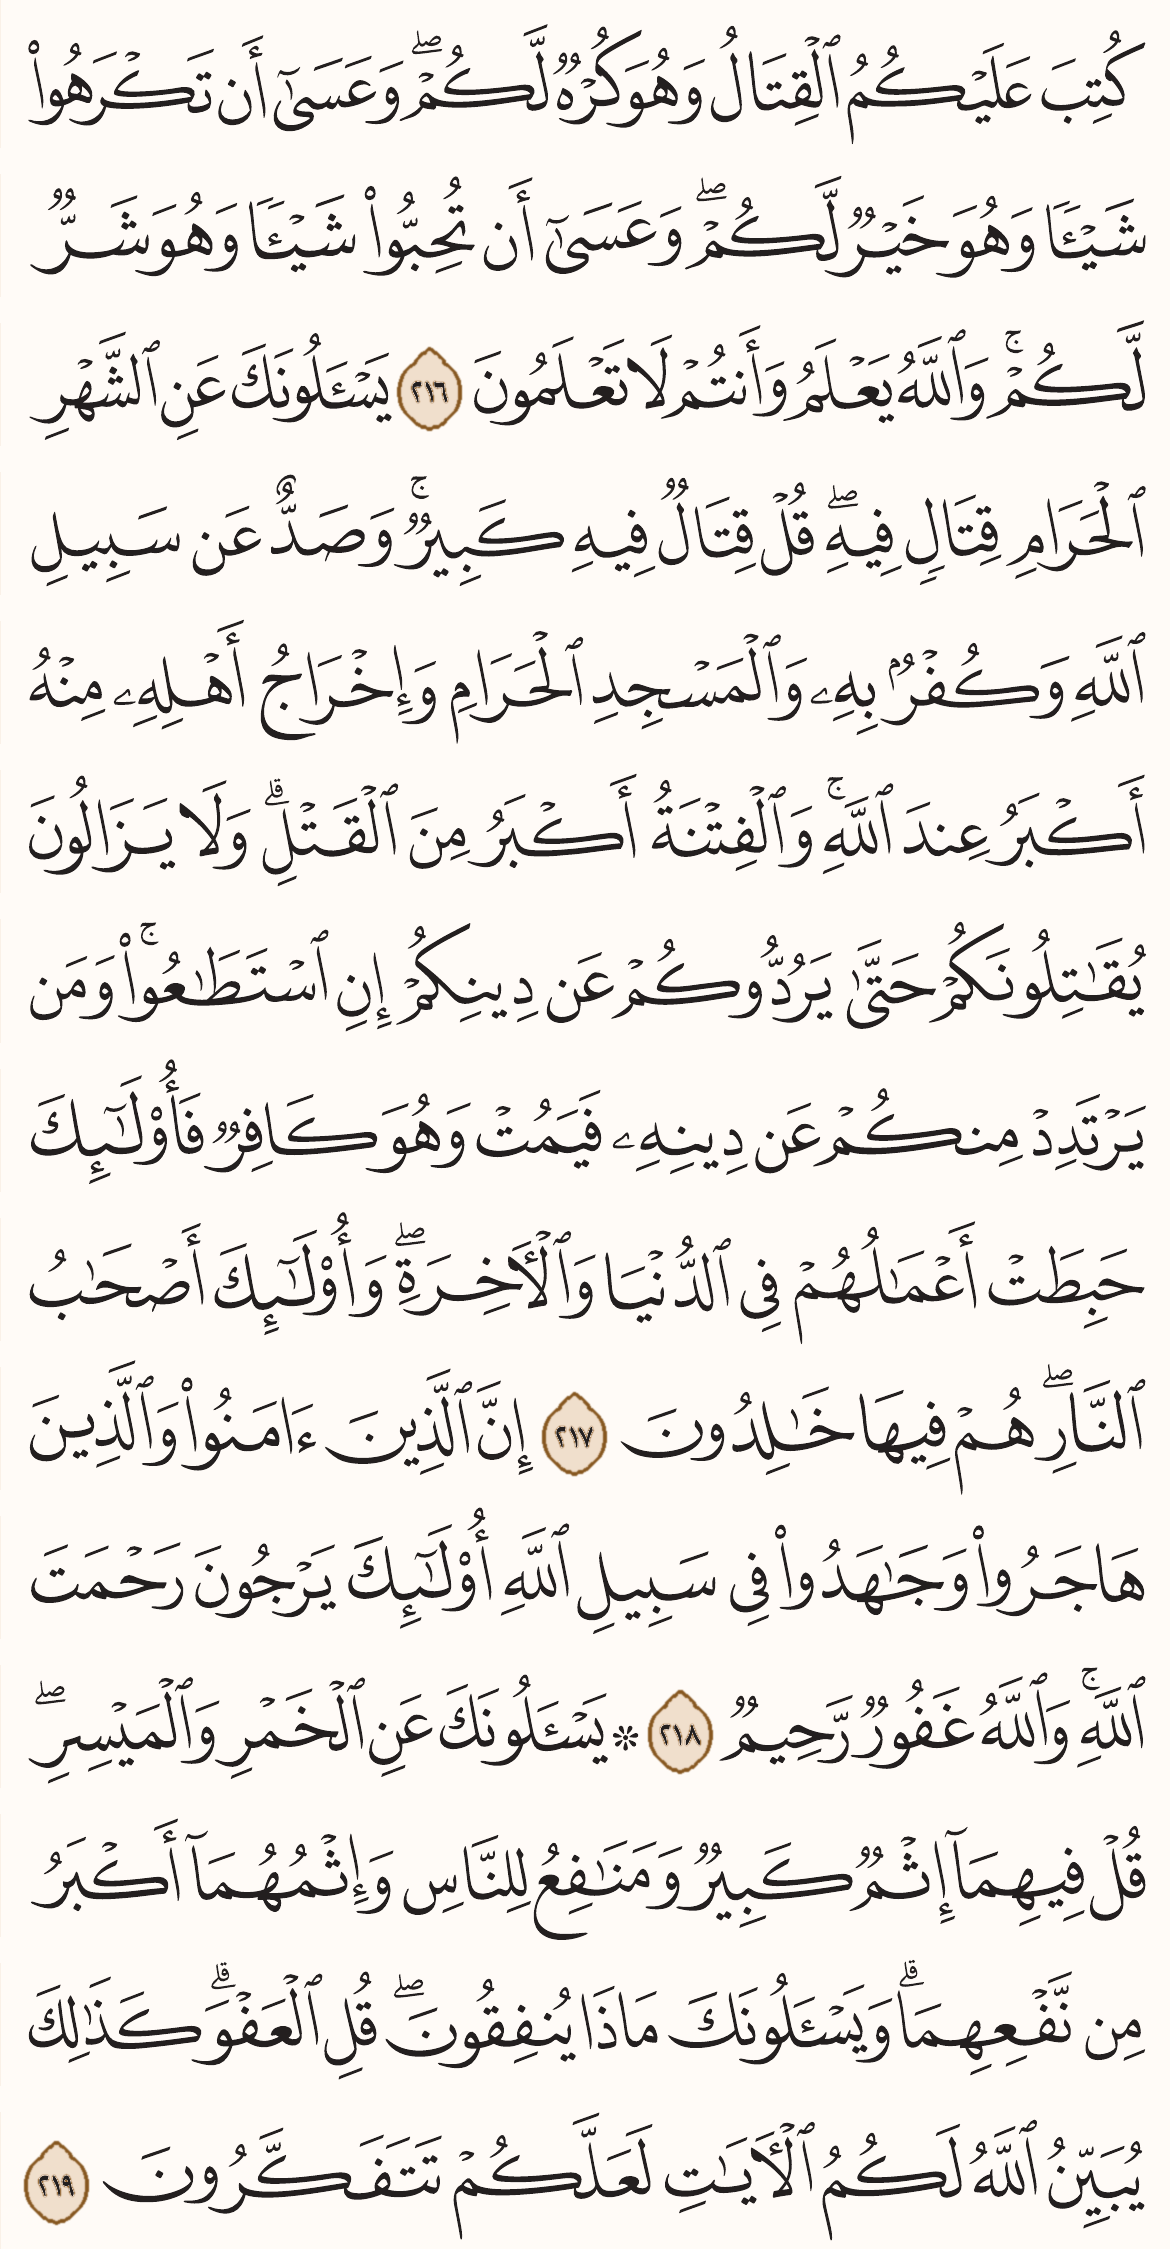 كُتِبَ عَلَيۡكُمُ ٱلۡقِتَالُ وَهُوَ كُرۡهٞ لَّكُمۡۖ وَعَسَىٰٓ أَن تَكۡرَهُواْ
شَيۡـٔٗا وَهُوَ خَيۡرٞ لَّكُمۡۖ وَعَسَىٰٓ أَن تُحِبُّواْ شَيۡـٔٗا وَهُوَ شَرّٞ
لَّكُمۡۚ وَٱللَّهُ يَعۡلَمُ وَأَنتُمۡ لَا تَعۡلَمُونَ ٢١٦ يَسۡـَٔلُونَكَ عَنِ ٱلشَّهۡرِ
ٱلۡحَرَامِ قِتَالٖ فِيهِۖ قُلۡ قِتَالٞ فِيهِ كَبِيرٞۚ وَصَدٌّ عَن سَبِيلِ
ٱللَّهِ وَكُفۡرُۢ بِهِۦ وَٱلۡمَسۡجِدِ ٱلۡحَرَامِ وَإِخۡرَاجُ أَهۡلِهِۦ مِنۡهُ
أَكۡبَرُ عِندَ ٱللَّهِۚ وَٱلۡفِتۡنَةُ أَكۡبَرُ مِنَ ٱلۡقَتۡلِۗ وَلَا يَزَالُونَ
يُقَٰتِلُونَكُمۡ حَتَّىٰ يَرُدُّوكُمۡ عَن دِينِكُمۡ إِنِ ٱسۡتَطَٰعُواْۚ وَمَن
يَرۡتَدِدۡ مِنكُمۡ عَن دِينِهِۦ فَيَمُتۡ وَهُوَ كَافِرٞ فَأُوْلَٰٓئِكَ
حَبِطَتۡ أَعۡمَٰلُهُمۡ فِي ٱلدُّنۡيَا وَٱلۡأٓخِرَةِۖ وَأُوْلَٰٓئِكَ أَصۡحَٰبُ
ٱلنَّارِۖ هُمۡ فِيهَا خَٰلِدُونَ ٢١٧ إِنَّ ٱلَّذِينَ ءَامَنُواْ وَٱلَّذِينَ
هَاجَرُواْ وَجَٰهَدُواْ فِي سَبِيلِ ٱللَّهِ أُوْلَٰٓئِكَ يَرۡجُونَ رَحۡمَتَ
ٱللَّهِۚ وَٱللَّهُ غَفُورٞ رَّحِيمٞ ٢١٨ ۞ يَسۡـَٔلُونَكَ عَنِ ٱلۡخَمۡرِ وَٱلۡمَيۡسِرِۖ
قُلۡ فِيهِمَآ إِثۡمٞ كَبِيرٞ وَمَنَٰفِعُ لِلنَّاسِ وَإِثۡمُهُمَآ أَكۡبَرُ
مِن نَّفۡعِهِمَاۗ وَيَسۡـَٔلُونَكَ مَاذَا يُنفِقُونَۖ قُلِ ٱلۡعَفۡوَۗ كَذَٰلِكَ
يُبَيِّنُ ٱللَّهُ لَكُمُ ٱلۡأٓيَٰتِ لَعَلَّكُمۡ تَتَفَكَّرُونَ ٢١٩